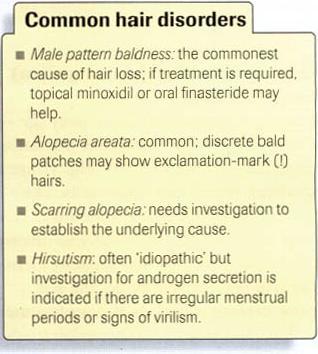 Common hair disorders
■ Male pattern baldness: the commonest
cause of hair loss; if treatment is required,
topical minoxidil or oral finasteride may
help.
■ Alopecia areata: common; discrete bald
patches may show exclamation-mark (!)
hairs.
■ Scarring alopecia: needs investigation to
establish the underlying cause.
■ Hirsutism: often 'idiopathic' but
investigation for androgen secretion is
indicated if there are irregular menstrual
periods or signs of virilism.